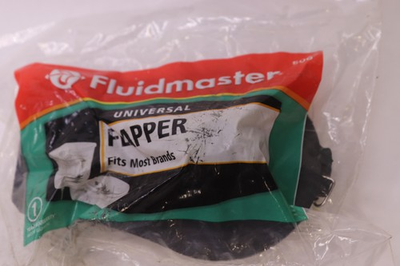 Fluidmaster
UNIVERSAL
FAPPER
Fits Most Brands
1